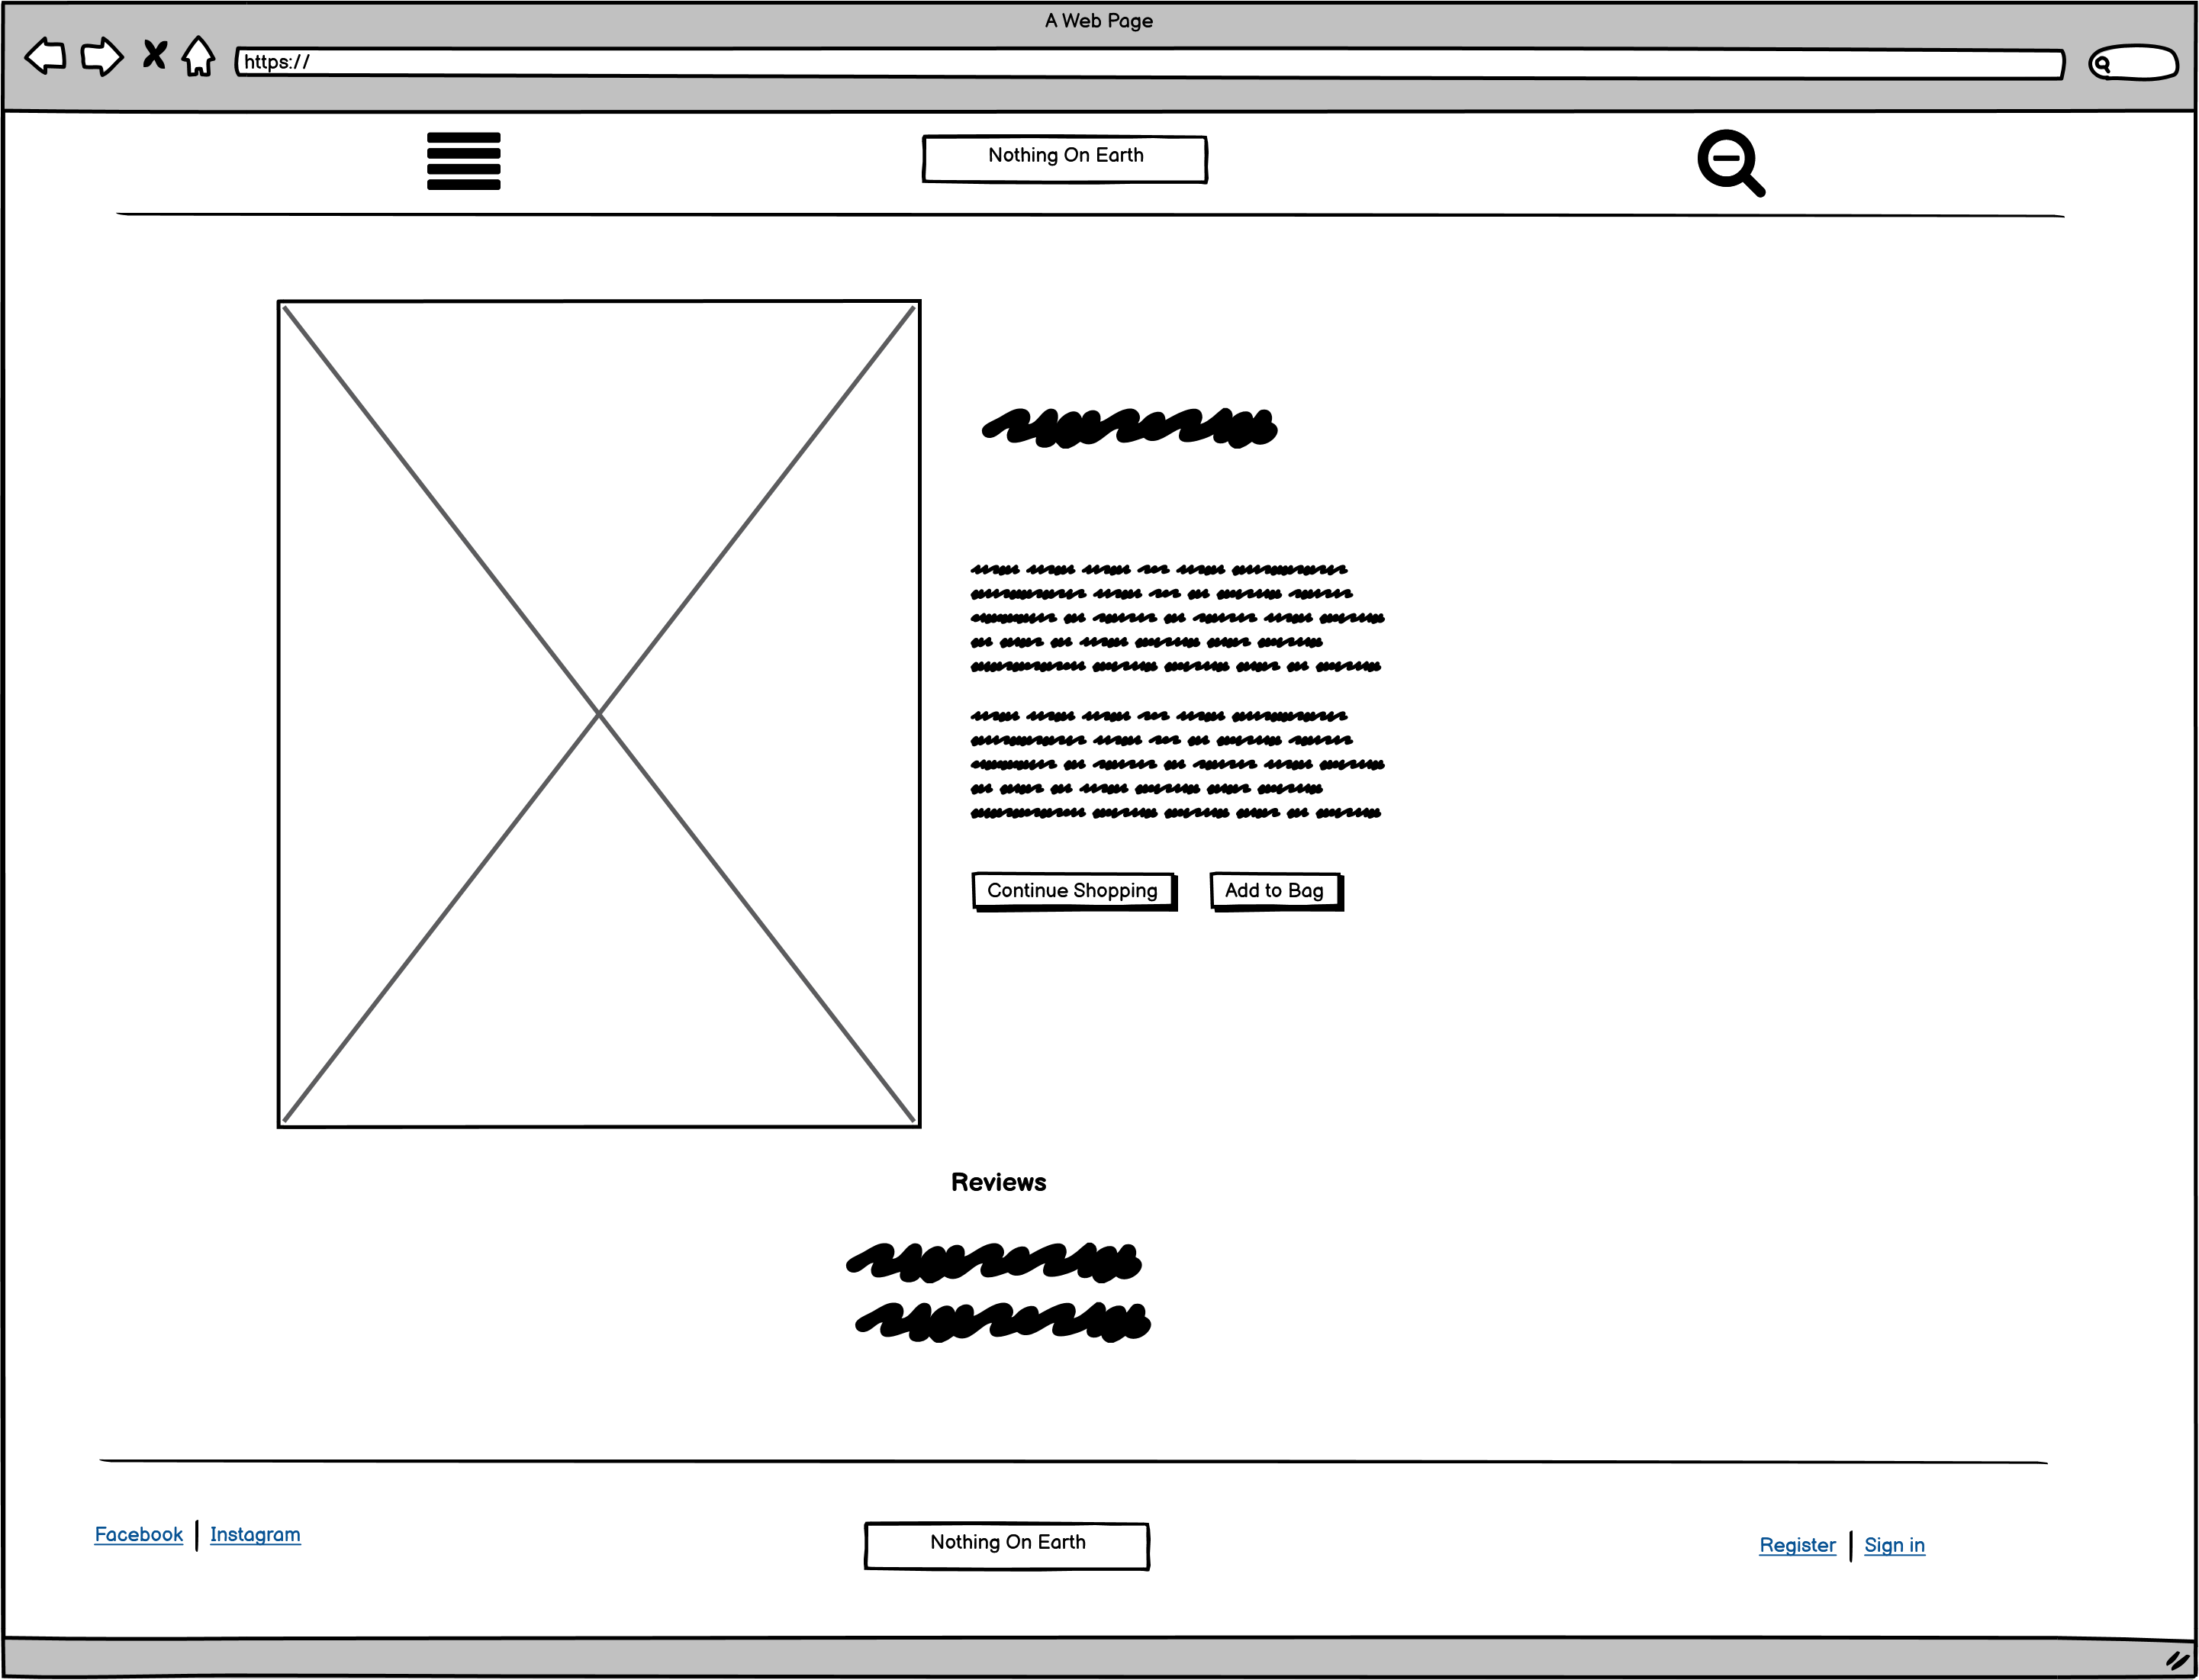 A Web Page
https://
Nothing On Earth
Continue Shopping
Add to Bag
Reviews
Facebook | Instagram
Nothing On Earth
Register | Sign in